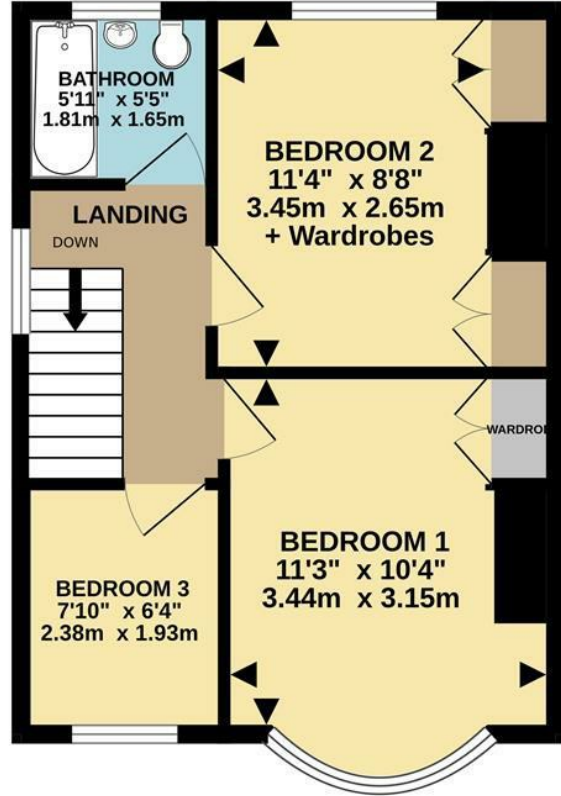 BATHROOM
5'11" x 5'5"
1.81m x 1.65m
BEDROOM 2
11'4" x 8'8"
3.45m x 2.65m
+ Wardrobes
LANDING
DOWN
WARDROB
BEDROOM 1
11'3" x 10'4"
3.44m x 3.15m
BEDROOM 3
7'10" x 6'4"
2.38m x 1.93m